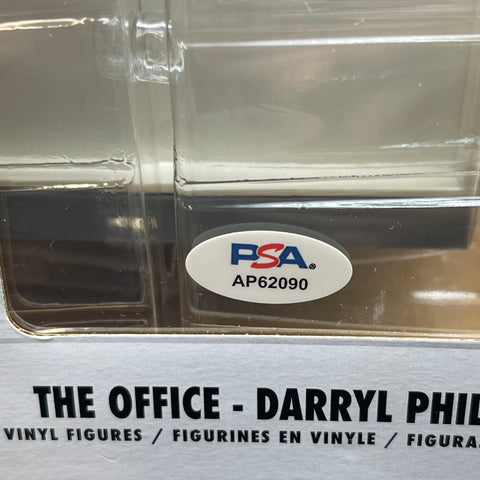 PSA®
AP62090
THE OFFICE - DARRYL PHIL
VINYL FIGURES / FIGURINES EN VINYLE / FIGURA